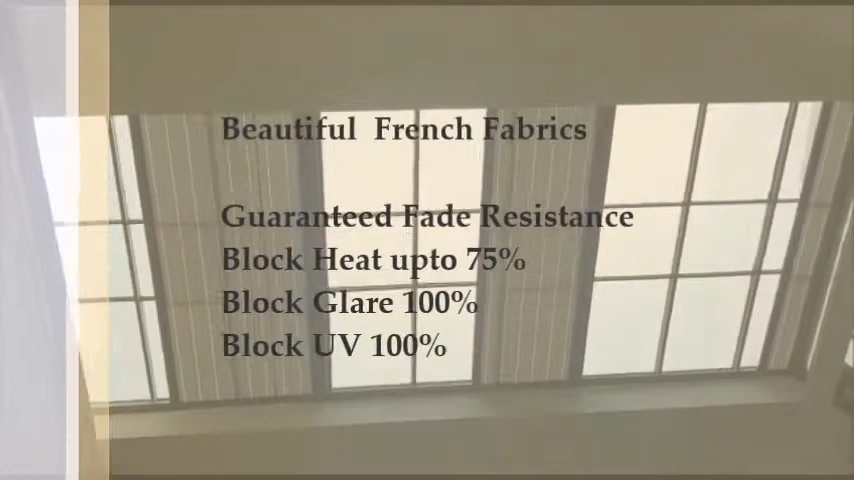 Beautiful  French Fabrics
Guaranteed Fade Resistance
Block Heat upto 75%
Block Glare 100%
Block UV 100%